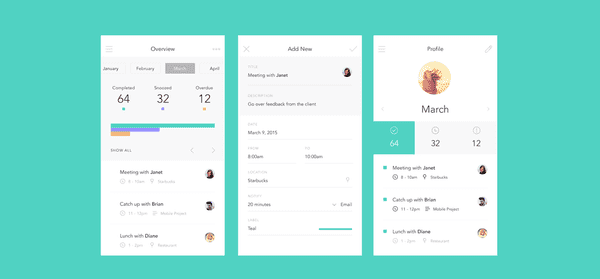 Overview
January
February
March
April
Completed
Snoozed
Overdue
64
32
12
SHOW ALL
Meeting with Janet
8 - 10am
Starbucks
Catch up with Brian
11 - 12pm
Mobile Project
Lunch with Diane
1 - 2pm
Add New
TITLE
Meeting with Janet
DESCRIPTION
Go over feedback from the client
DATE
March 9, 2015
FROM
TO
8:00am
10:00am
LOCATION
Starbucks
20 minutes
Email
Teal
Profile
March
64
32
12
Meeting with Janet
8 - 10am
Starbucks
Catch up with Brian
11 - 12pm
Mobile Project
Lunch with Diane
1 - 2pm